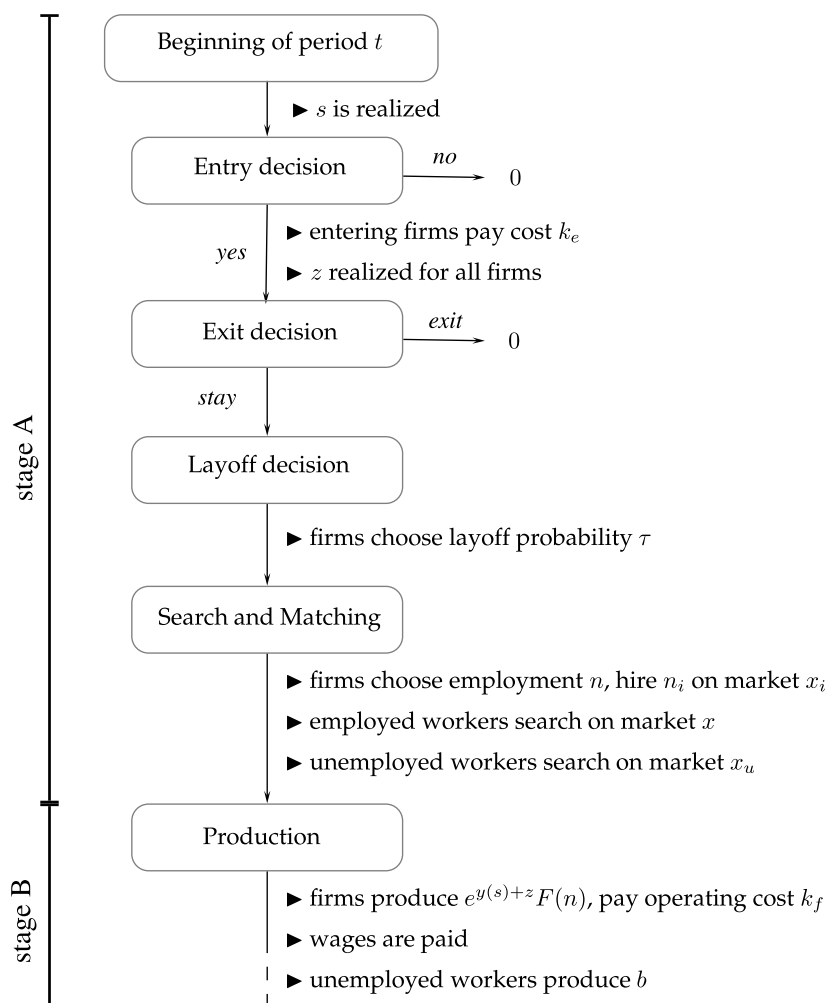 Beginning of period t
▶ s is realized
Entry decision
no
0
yes
▶ entering firms pay cost k_e
▶ z realized for all firms
Exit decision
exit
0
stay
Layoff decision
▶ firms choose layoff probability τ
Search and Matching
▶ firms choose employment n, hire n_i on market x_i
▶ employed workers search on market x
▶ unemployed workers search on market x_u
stage A
Production
▶ firms produce e^{y(s)+z}F(n), pay operating cost k_f
▶ wages are paid
▶ unemployed workers produce b
stage B